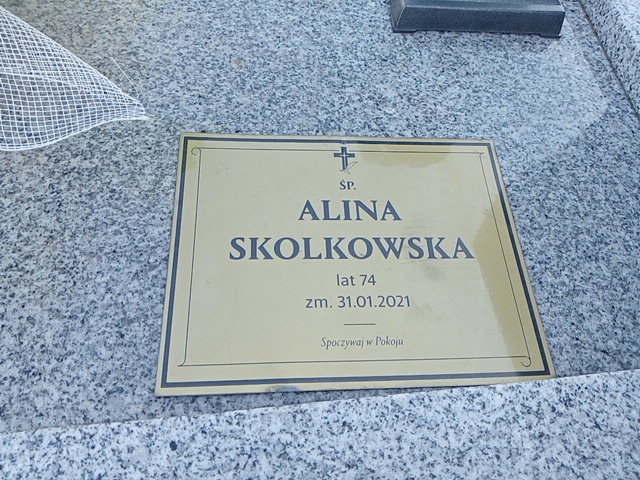 ŚP.
ALINA
SKOLKOWSKA
lat 74
zm. 31.01.2021
Spoczywaj w Pokoju